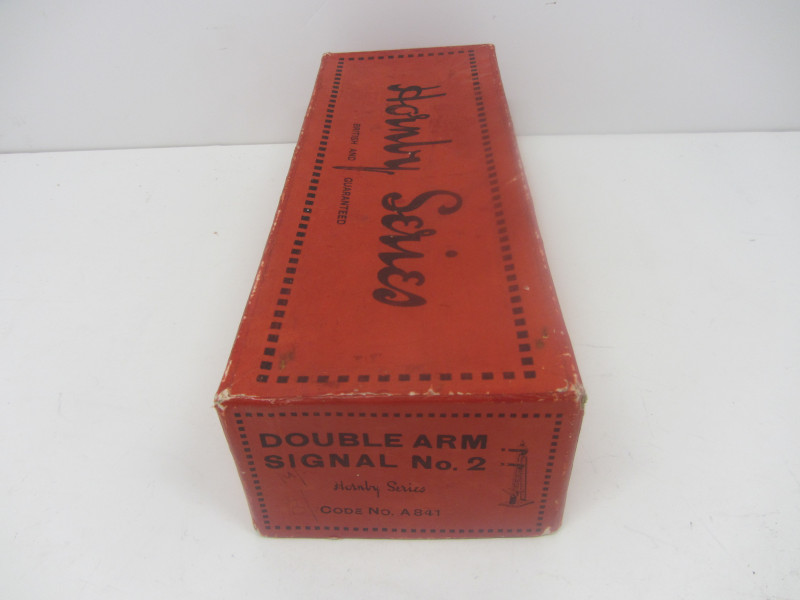 Hornby Series
BRITISH AND GUARANTEED
DOUBLE ARM
SIGNAL No. 2
Hornby Series
CODE NO. A841